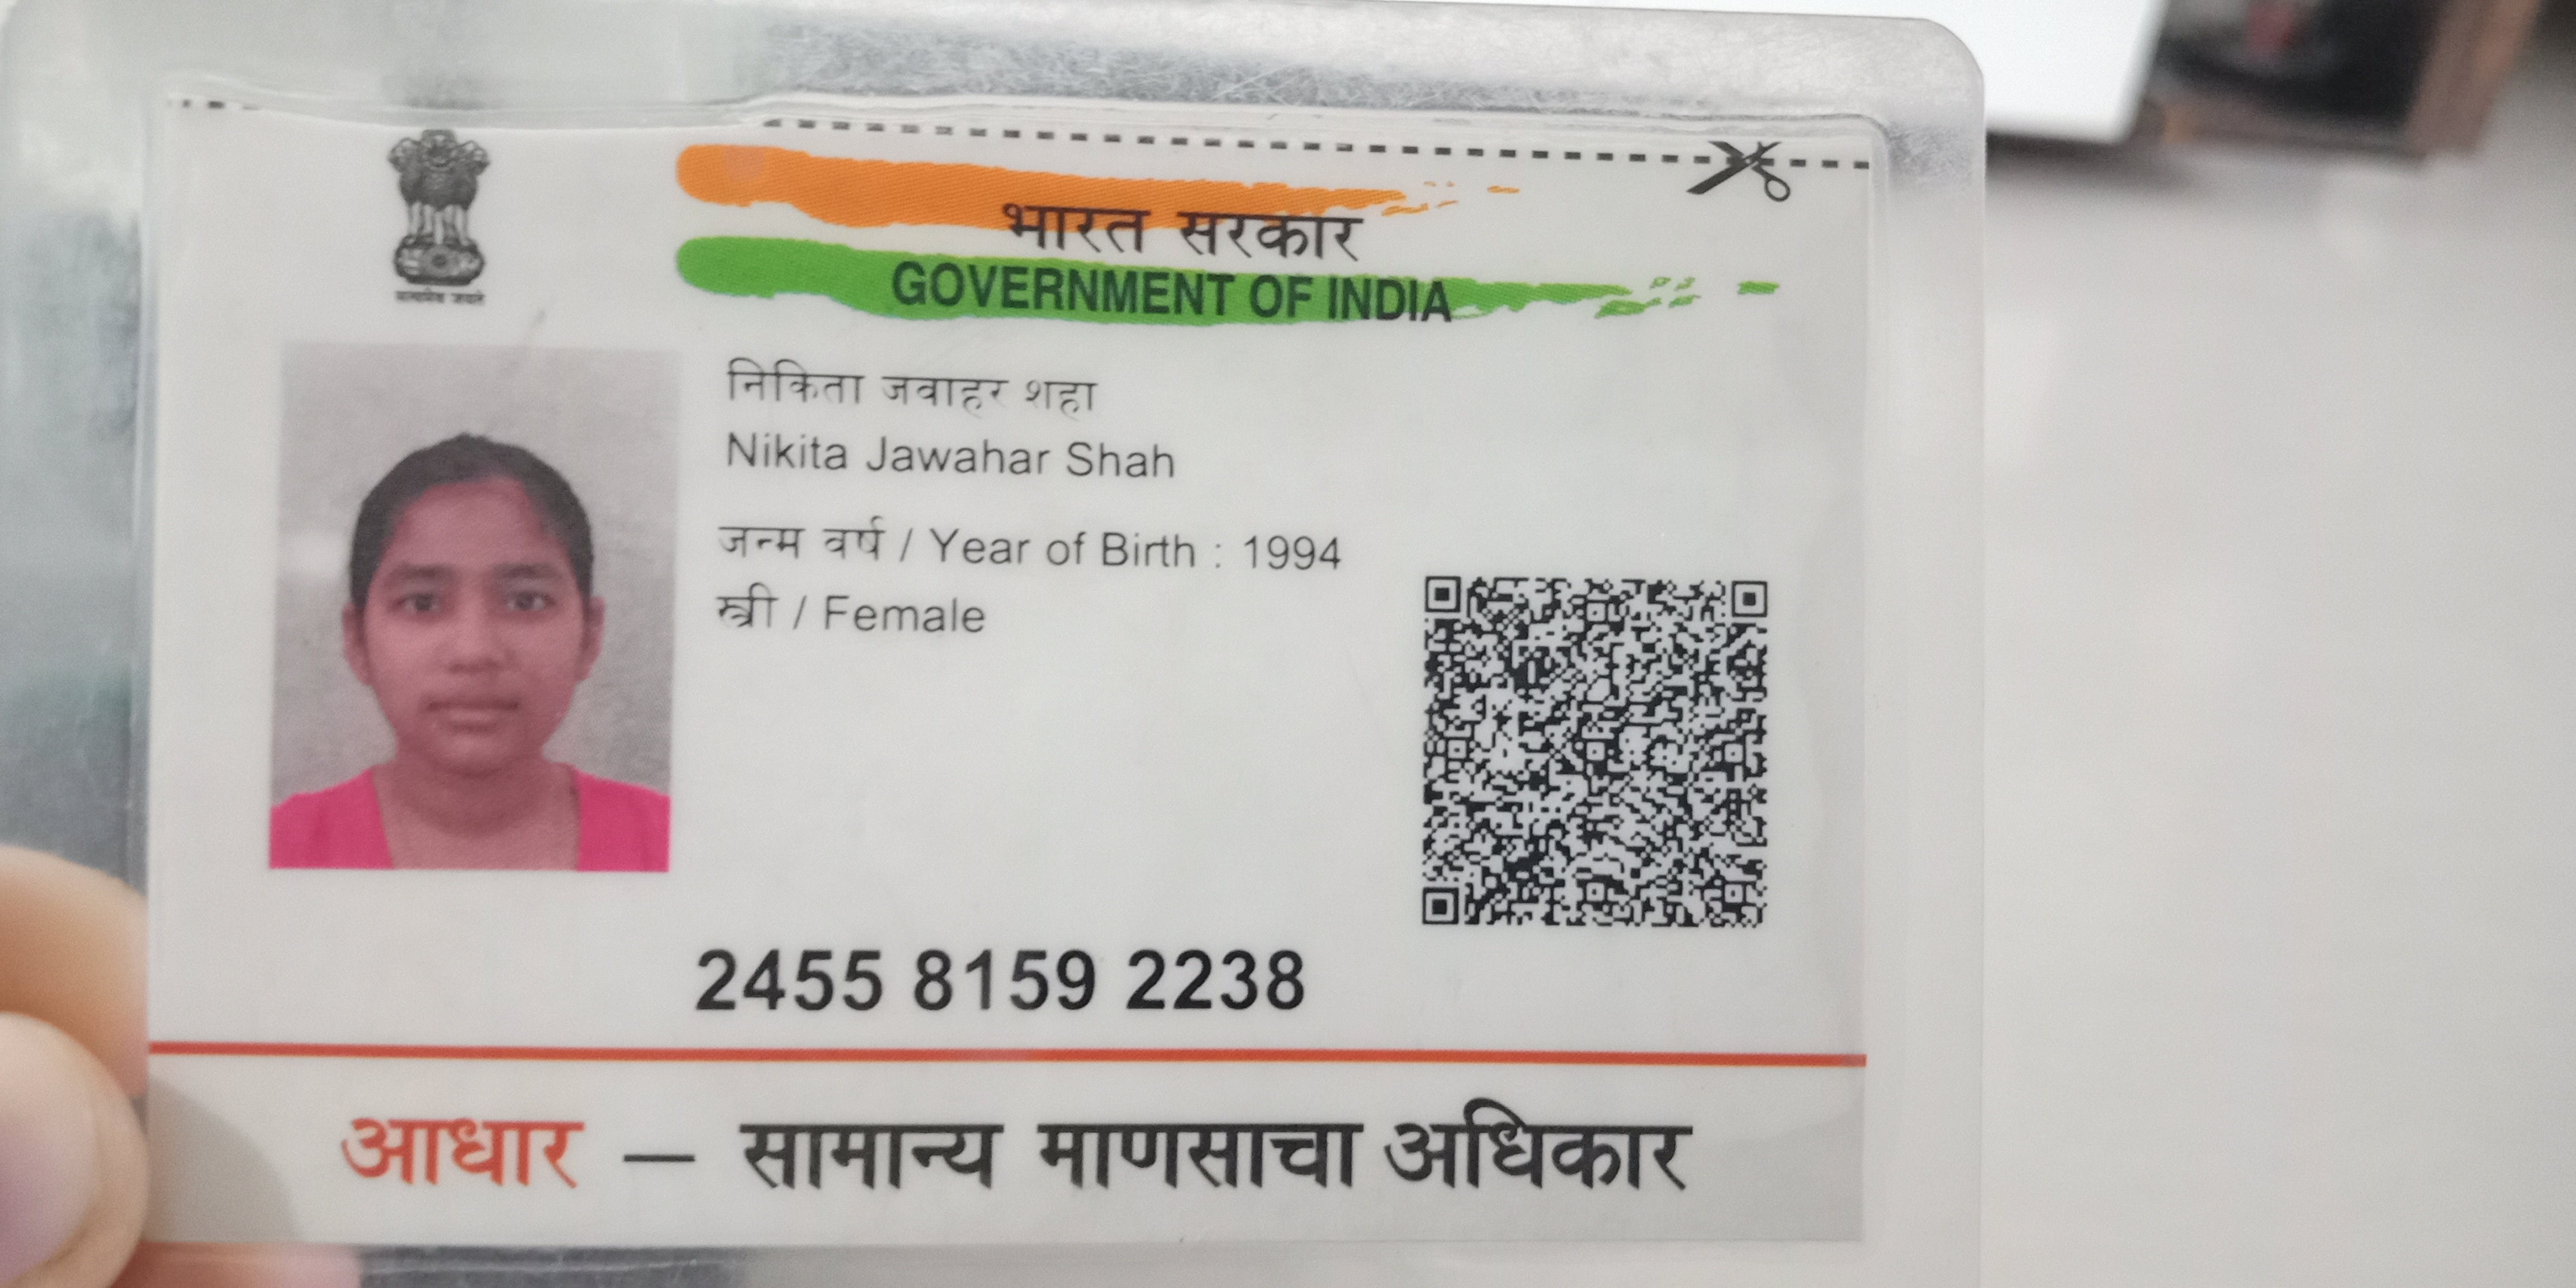 सत्यमेव जयते
भारत सरकार
GOVERNMENT OF INDIA
निकिता जवाहर शहा
Nikita Jawahar Shah
जन्म वर्ष / Year of Birth : 1994
स्त्री / Female
2455 8159 2238
आधार — सामान्य माणसाचा अधिकार